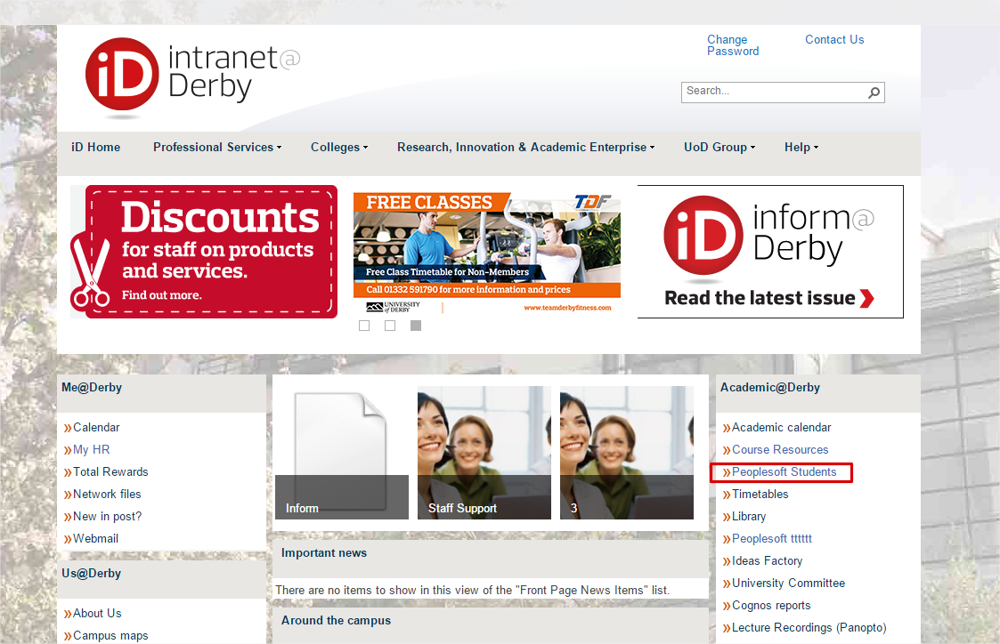 iD intranet@
Derby
Change
Password
Contact Us
Search...
iD Home
Professional Services
Colleges
Research, Innovation & Academic Enterprise
UoD Group
Help
Discounts
for staff on products
and services.
Find out more.
FREE CLASSES
TDF
Free Class Timetable for Non-Members
Call 01332 591790 for more information and prices
UNIVERSITY
of DERBY
www.teamderbyfitness.com
iD inform@
Derby
Read the latest issue
Me@Derby
Calendar
My HR
Total Rewards
Network files
New in post?
Webmail
Us@Derby
About Us
Campus maps
Inform
Staff Support
3
Important news
There are no items to show in this view of the "Front Page News Items" list.
Around the campus
Academic@Derby
Academic calendar
Course Resources
Peoplesoft Students
Timetables
Library
Peoplesoft tttttt
Ideas Factory
University Committee
Cognos reports
Lecture Recordings (Panopto)